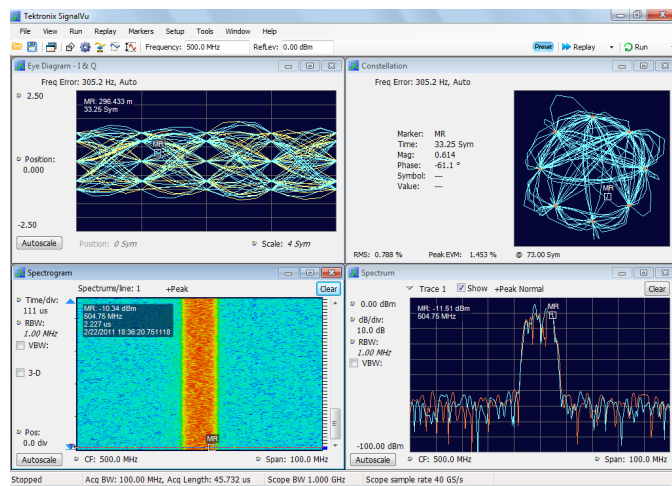 Tektronix SignalVu
File View Run Replay Markers Setup Tools Window Help
Frequency: 500.0 MHz RefLev: 0.00 dBm Preset Replay Run
Eye Diagram - I & Q
Freq Error: 305.2 Hz, Auto
2.50
MR: 296.433 m
33.25 Sym
MR
Position:
0.000
-2.50
Autoscale Position: 0 Sym Scale: 4 Sym
Constellation
Freq Error: 305.2 Hz, Auto
Marker: MR
Time: 33.25 Sym
Mag: 0.614
Phase: -61.1 °
Symbol: ---
Value: ---
MR
RMS: 0.788 % Peak EVM: 1.453 % @ 73.00 Sym
Spectrogram
Spectrums/line: 1 +Peak Clear
Time/div:
111 us
RBW:
1.00 MHz
VBW:
3-D
Pos:
0.0 div
MR: -10.34 dBm
504.75 MHz
2.227 us
2/22/2011 18:36:20.751118
MR
Autoscale CF: 500.0 MHz Span: 100.0 MHz
Spectrum
Trace 1 Show +Peak Normal Clear
0.00 dBm
dB/div:
10.0 dB
RBW:
1.00 MHz
VBW:
MR: -11.51 dBm
504.75 MHz
MR
-100.00 dBm
Autoscale CF: 500.0 MHz Span: 100.0 MHz
Stopped Acq BW: 100.00 MHz, Acq Length: 45.732 us Scope BW 1.000 GHz Scope sample rate 40 GS/s